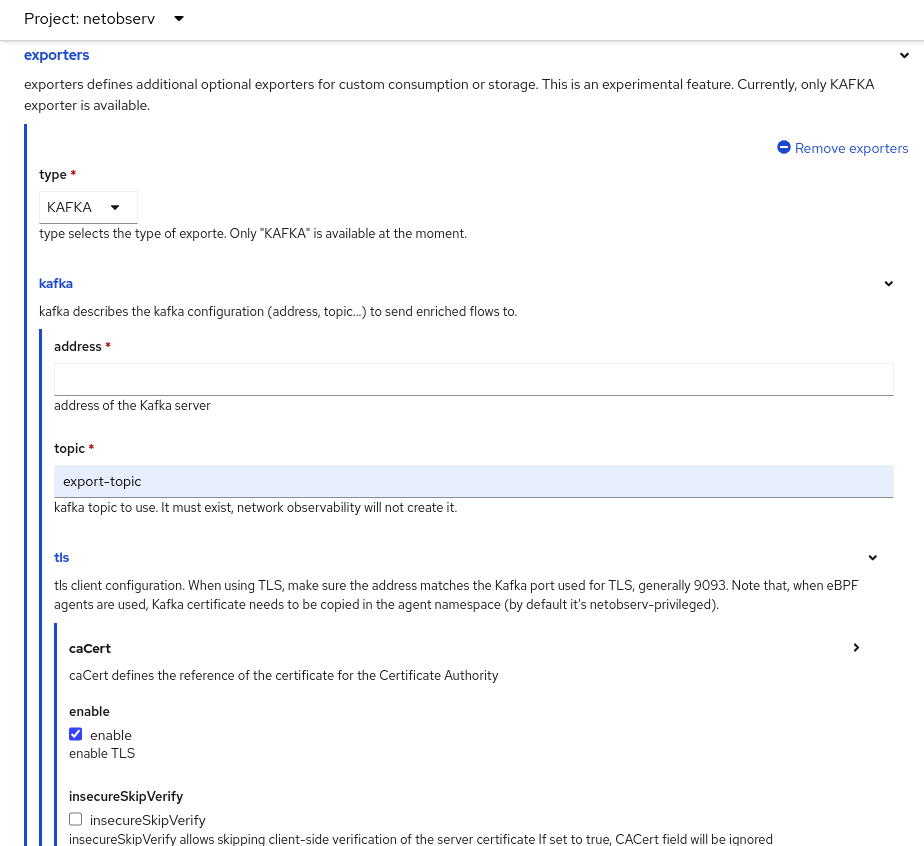 Project: netobserv
exporters
exporters defines additional optional exporters for custom consumption or storage. This is an experimental feature. Currently, only KAFKA
exporter is available.
Remove exporters
type *
KAFKA
type selects the type of exporte. Only "KAFKA" is available at the moment.
kafka
kafka describes the kafka configuration (address, topic...) to send enriched flows to.
address *
address of the Kafka server
topic *
export-topic
kafka topic to use. It must exist, network observability will not create it.
tls
tls client configuration. When using TLS, make sure the address matches the Kafka port used for TLS, generally 9093. Note that, when eBPF
agents are used, Kafka certificate needs to be copied in the agent namespace (by default it's netobserv-privileged).
caCert
caCert defines the reference of the certificate for the Certificate Authority
enable
enable
enable TLS
insecureSkipVerify
insecureSkipVerify
insecureSkipVerify allows skipping client-side verification of the server certificate If set to true, CACert field will be ignored